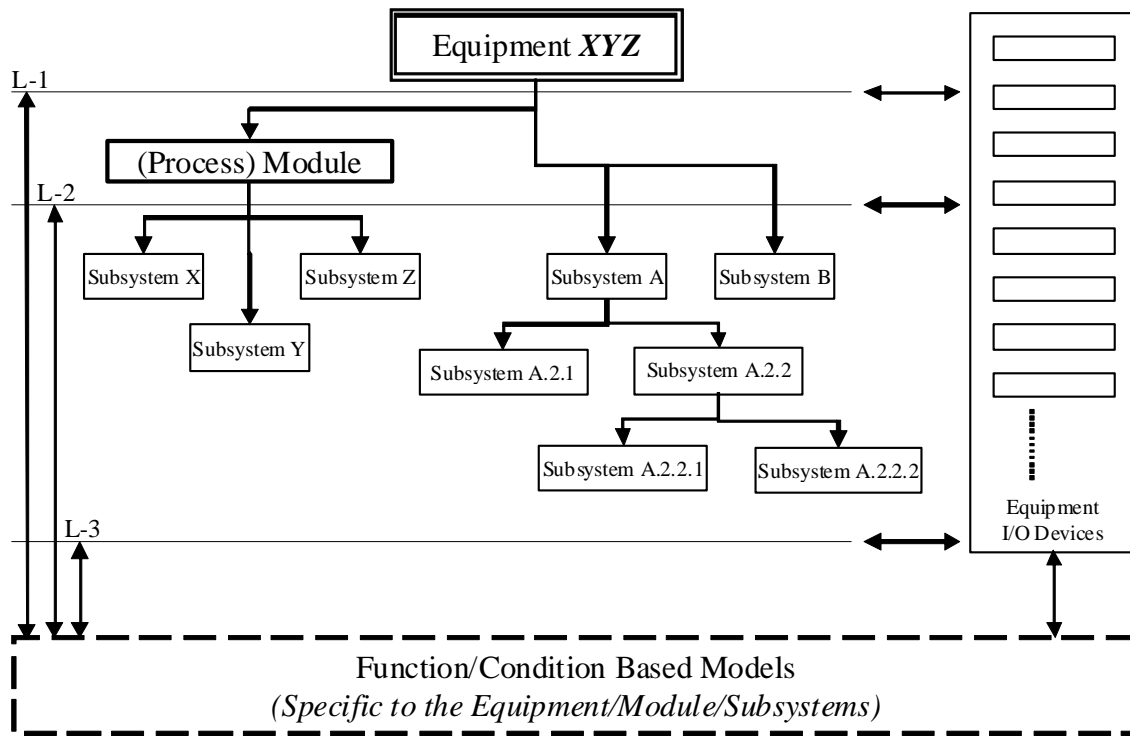 Equipment XYZ
L-1
(Process) Module
L-2
Subsystem X
Subsystem Z
Subsystem A
Subsystem B
Subsystem Y
Subsystem A.2.1
Subsystem A.2.2
Subsystem A.2.2.1
Subsystem A.2.2.2
L-3
Equipment
I/O Devices
Function/Condition Based Models
(Specific to the Equipment/Module/Subsystems)